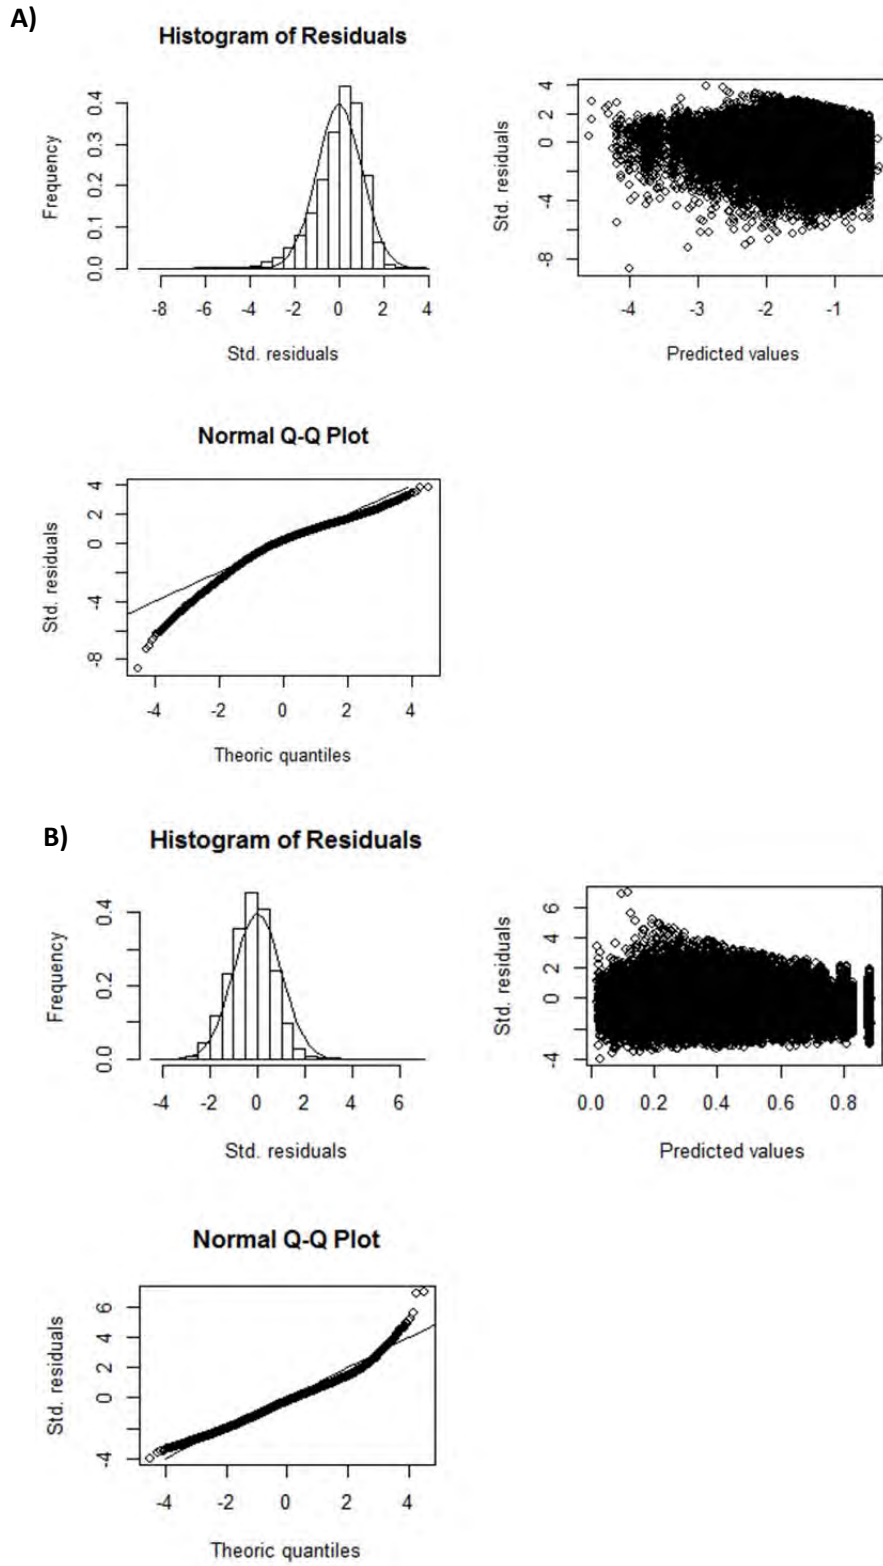 A)
Histogram of Residuals
Frequency
0.0 0.1 0.2 0.3 0.4
-8 -6 -4 -2 0 2 4
Std. residuals
Std. residuals
-8 -4 0 2 4
-4 -3 -2 -1
Predicted values
Normal Q-Q Plot
Std. residuals
-8 -4 0 2 4
-4 -2 0 2 4
Theoric quantiles
B)
Histogram of Residuals
Frequency
0.0 0.2 0.4
-4 -2 0 2 4 6
Std. residuals
Std. residuals
-4 0 2 4 6
0.0 0.2 0.4 0.6 0.8
Predicted values
Normal Q-Q Plot
Std. residuals
-4 0 2 4 6
-4 -2 0 2 4
Theoric quantiles